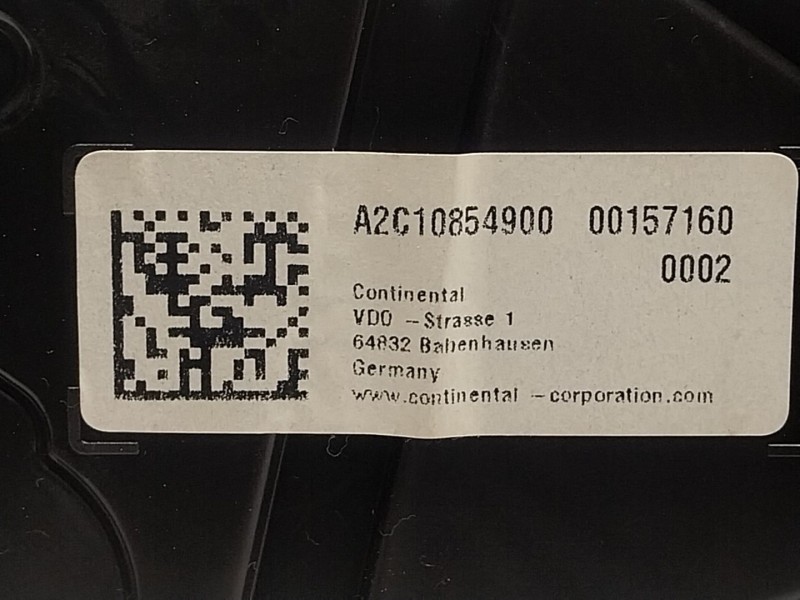 A2C10854900 00157160
0002
Continental
VDO -Strasse 1
64832 Babenhausen
Germany
www.continental -corporation.com